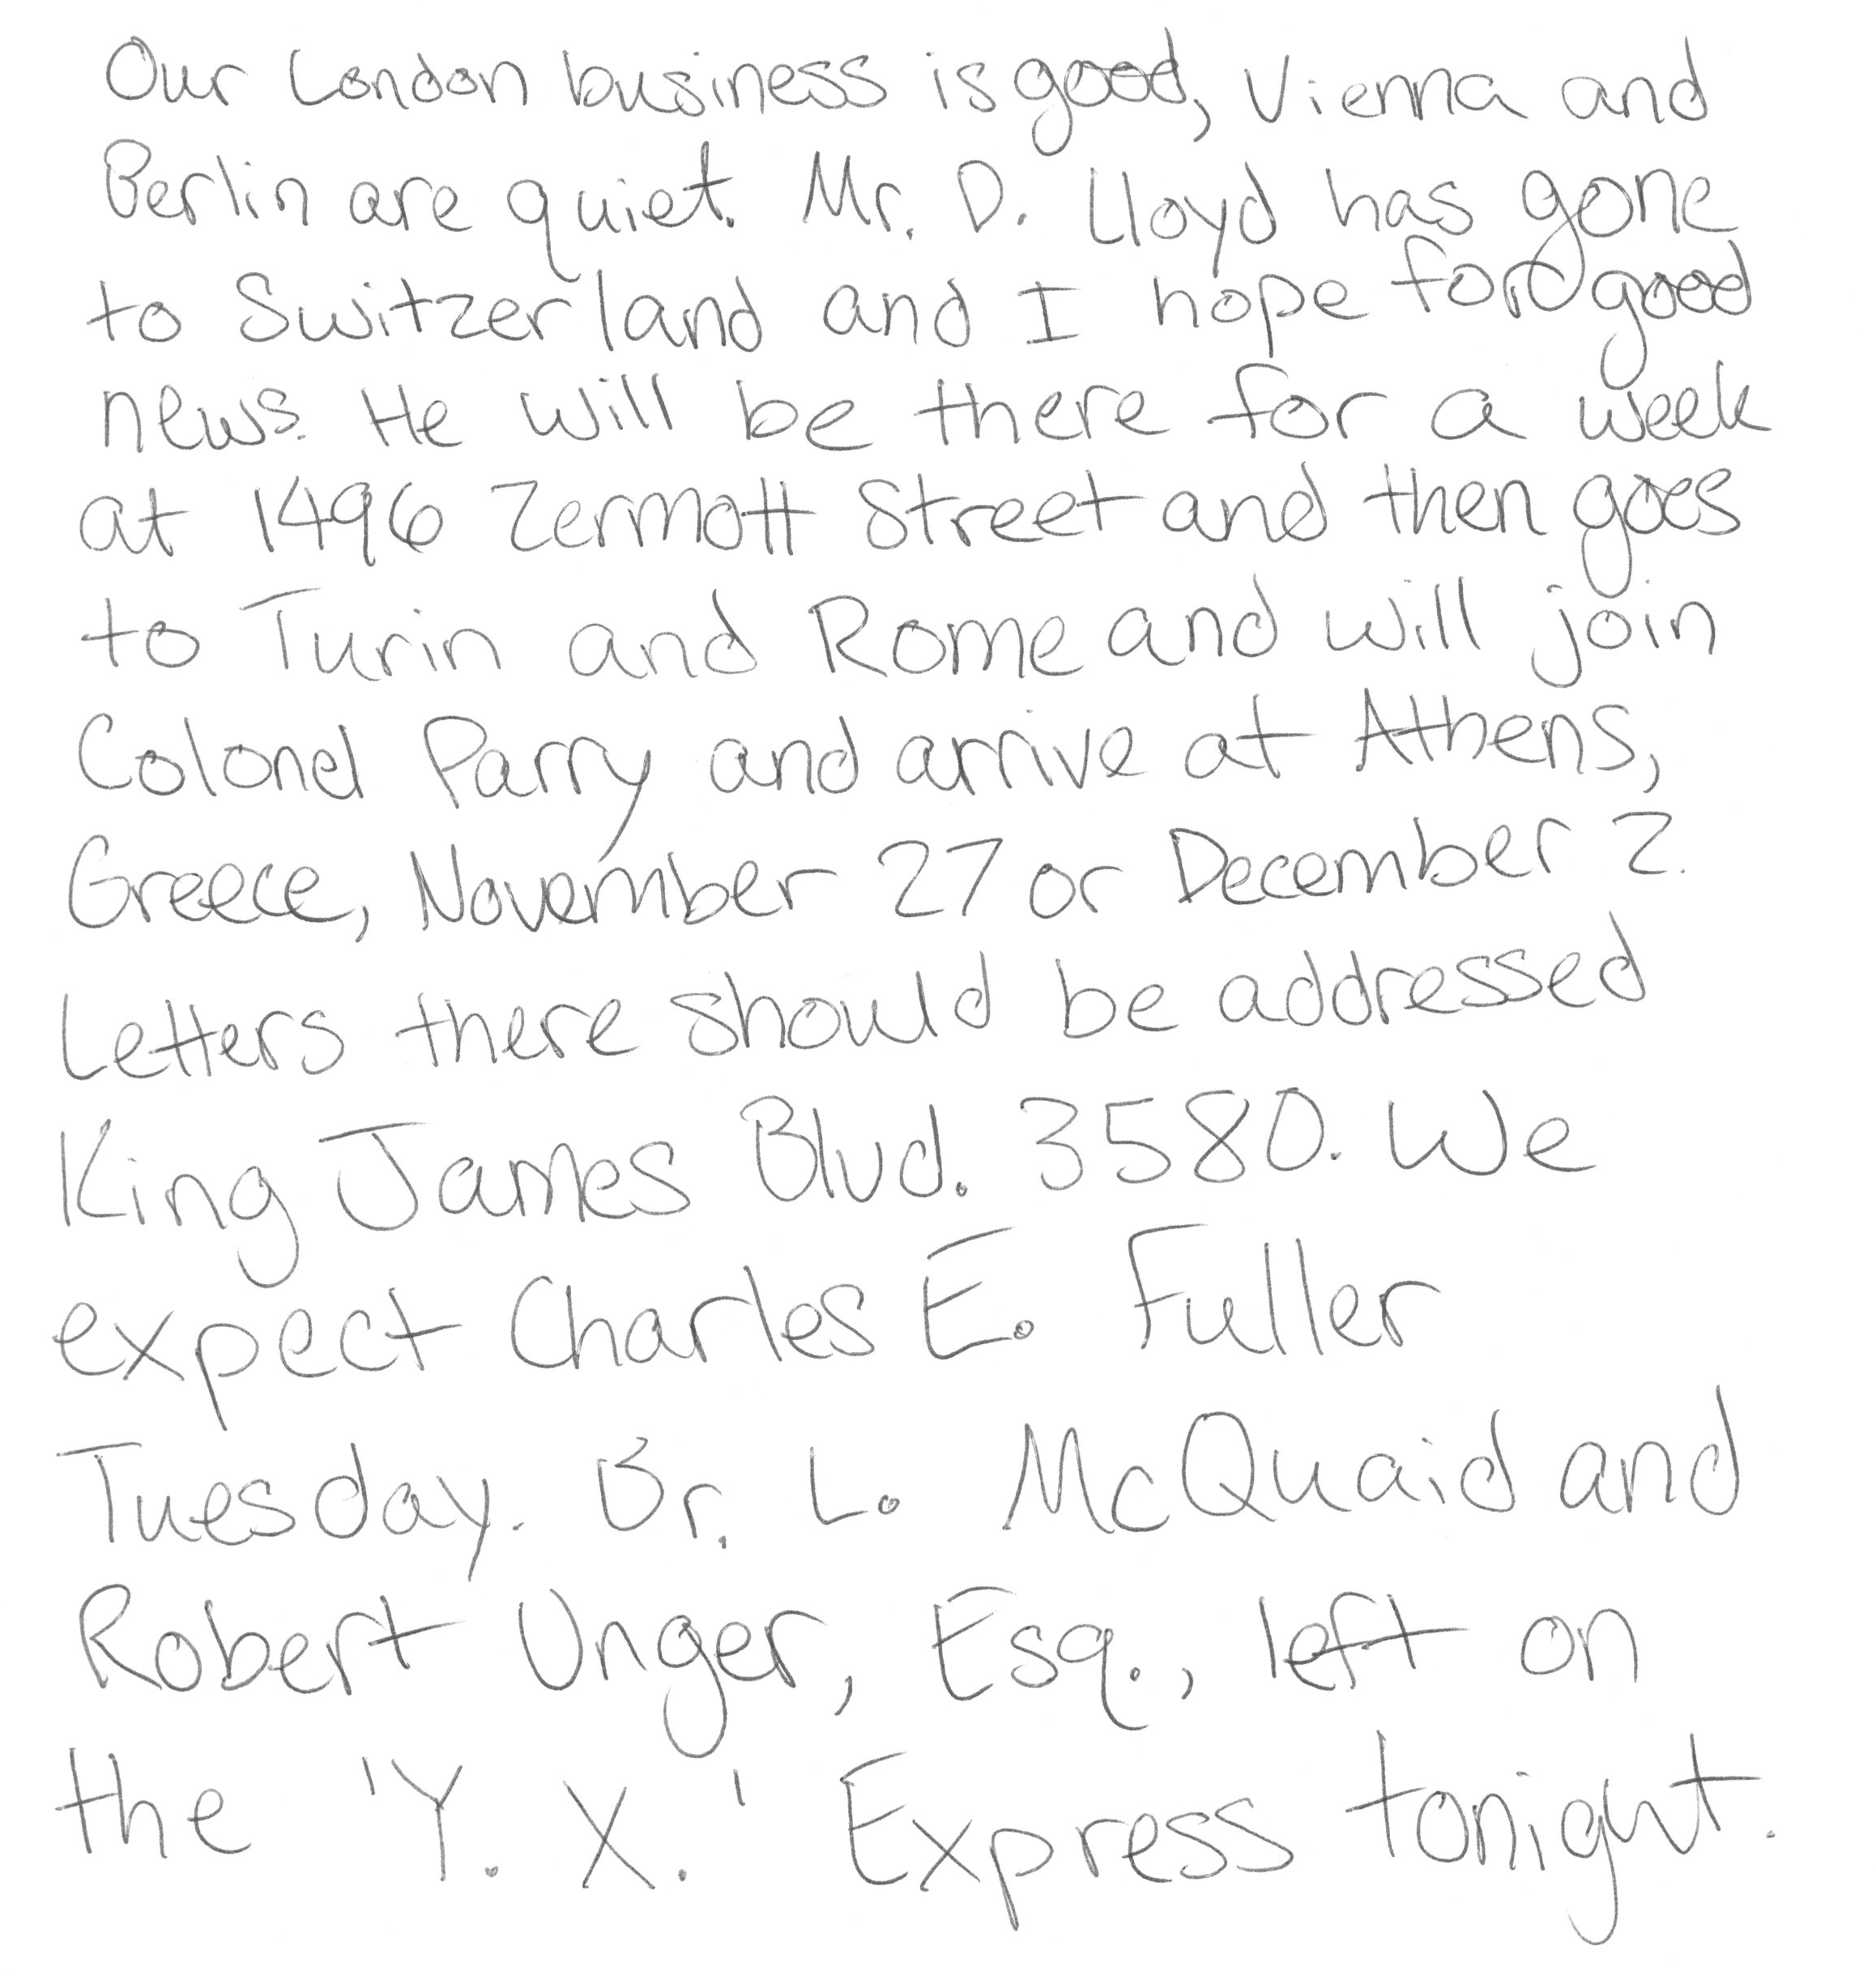 Our London business is good, Vienna and
Berlin are quiet. Mr. D. Lloyd has gone
to Switzerland and I hope for good
news. He will be there for a week
at 1496 Zermott Street and then goes
to Turin and Rome and will join
Colonel Parry and arrive at Athens,
Greece, November 27 or December 2.
Letters there should be addressed
King James Blvd. 3580. We
expect Charles E. Fuller
Tuesday. Dr. L. McQuaid and
Robert Unger, Esq., left on
the 'Y. X.' Express tonight.